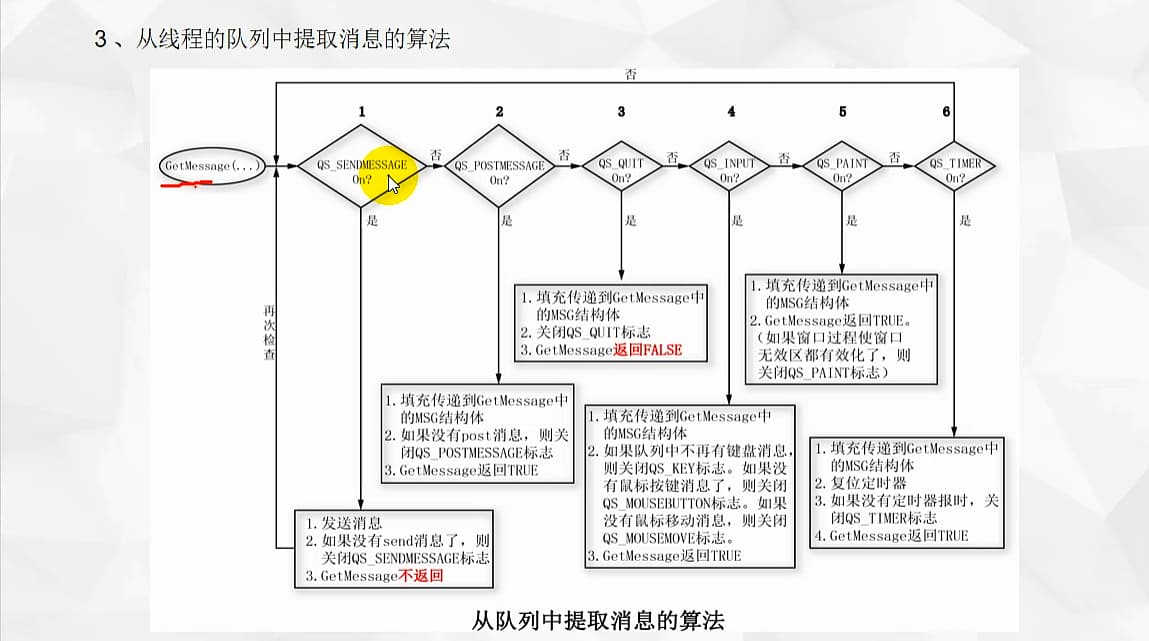 3、从线程的队列中提取消息的算法
否
1
2
3
4
5
6
GetMessage(...)
QS_SENDMESSAGE
On?
否
QS_POSTMESSAGE
On?
否
QS_QUIT
On?
否
QS_INPUT
On?
否
QS_PAINT
On?
否
QS_TIMER
On?
是
是
是
是
是
是
再次检查
1.填充传递到GetMessage中
的MSG结构体
2.关闭QS_QUIT标志
3.GetMessage返回FALSE
1.填充传递到GetMessage中
的MSG结构体
2.GetMessage返回TRUE。
(如果窗口过程使窗口
无效区都有效化了，则
关闭QS_PAINT标志)
1.填充传递到GetMessage中
的MSG结构体
2.如果没有post消息，则关
闭QS_POSTMESSAGE标志
3.GetMessage返回TRUE
1.填充传递到GetMessage中
的MSG结构体
2.如果队列中不再有键盘消息，
则关闭QS_KEY标志。如果没
有鼠标按键消息了，则关闭
QS_MOUSEBUTTON标志。如果
没有鼠标移动消息，则关闭
QS_MOUSEMOVE标志。
3.GetMessage返回TRUE
1.填充传递到GetMessage中
的MSG结构体
2.复位定时器
3.如果没有定时器报时，关
闭QS_TIMER标志
4.GetMessage返回TRUE
1.发送消息
2.如果没有send消息了，则
关闭QS_SENDMESSAGE标志
3.GetMessage不返回
从队列中提取消息的算法